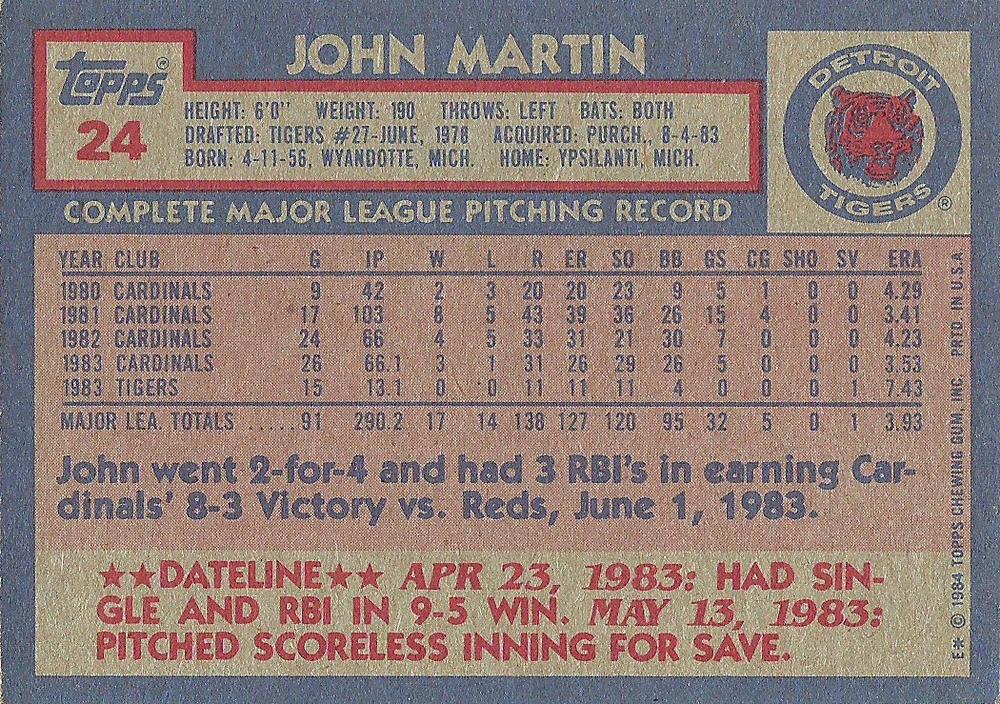 JOHN MARTIN
Topps®
24
HEIGHT: 6'0" WEIGHT: 190 THROWS: LEFT BATS: BOTH
DRAFTED: TIGERS #27-JUNE, 1978 ACQUIRED: PURCH., 8-4-83
BORN: 4-11-56, WYANDOTTE, MICH. HOME: YPSILANTI, MICH.
DETROIT
TIGERS®
COMPLETE MAJOR LEAGUE PITCHING RECORD
YEAR CLUB G IP W L R ER SO BB GS CG SHO SV ERA
1980 CARDINALS 9 42 2 3 20 20 23 9 5 1 0 0 4.29
1981 CARDINALS 17 103 8 5 43 39 36 26 15 4 0 0 3.41
1982 CARDINALS 24 66 4 5 33 31 21 30 7 0 0 0 4.23
1983 CARDINALS 26 66.1 3 1 31 26 29 26 5 0 0 0 3.53
1983 TIGERS 15 13.1 0 0 11 11 11 4 0 0 0 1 7.43
MAJOR LEA. TOTALS .....91 290.2 17 14 138 127 120 95 32 5 0 1 3.93
John went 2-for-4 and had 3 RBI's in earning Car-
dinals' 8-3 Victory vs. Reds, June 1, 1983.
★★DATELINE★★ APR 23, 1983: HAD SIN-
GLE AND RBI IN 9-5 WIN. MAY 13, 1983:
PITCHED SCORELESS INNING FOR SAVE.
E* © 1984 TOPPS CHEWING GUM, INC. PRTD. IN U.S.A.